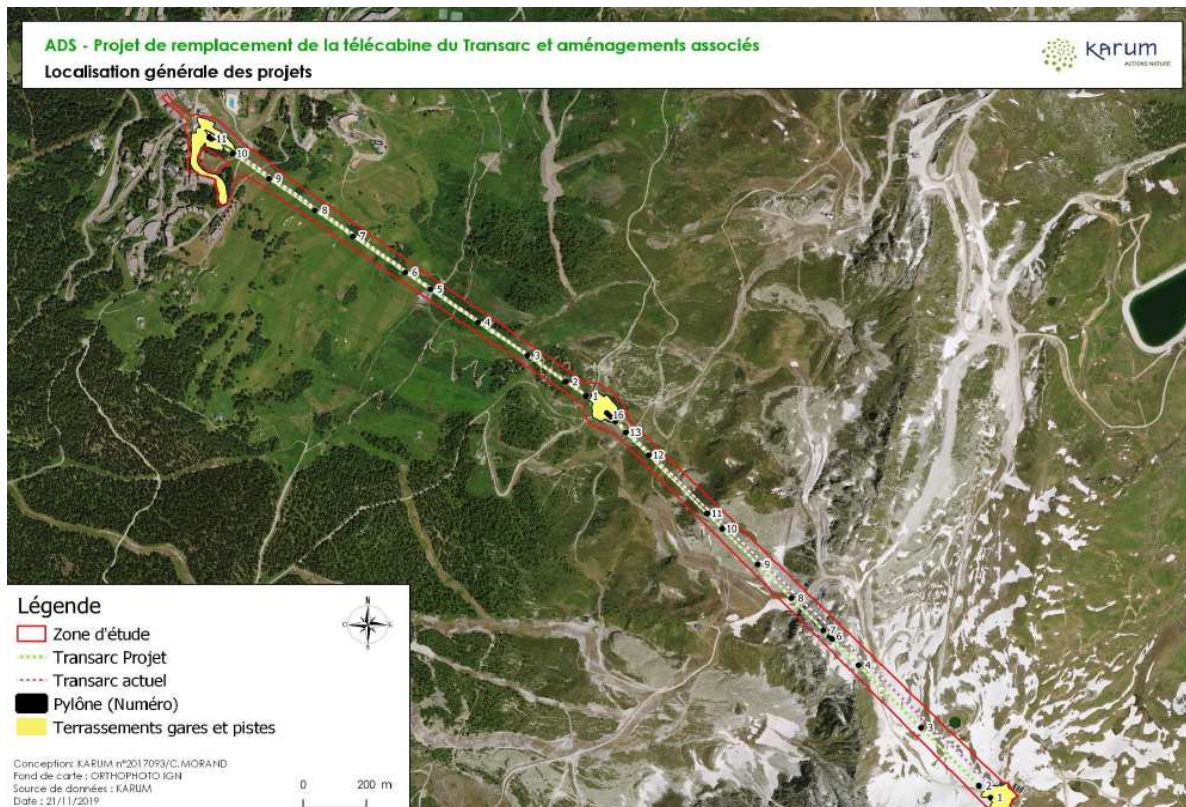 ADS - Projet de remplacement de la télécabine du Transarc et aménagements associés
Localisation générale des projets
KARUM
ACTIONS NATURE
11
10
9
8
7
6
5
4
3
2
1
16
13
12
11
10
9
8
7
6
4
3
2
1
Légende
Zone d'étude
Transarc Projet
Transarc actuel
Pylône (Numéro)
Terrassements gares et pistes
N
O
E
S
Conception: KARUM n°2017093/C.MORAND
Fond de carte : ORTHOPHOTO IGN
Source de données : KARUM
Date : 21/11/2019
0 200 m